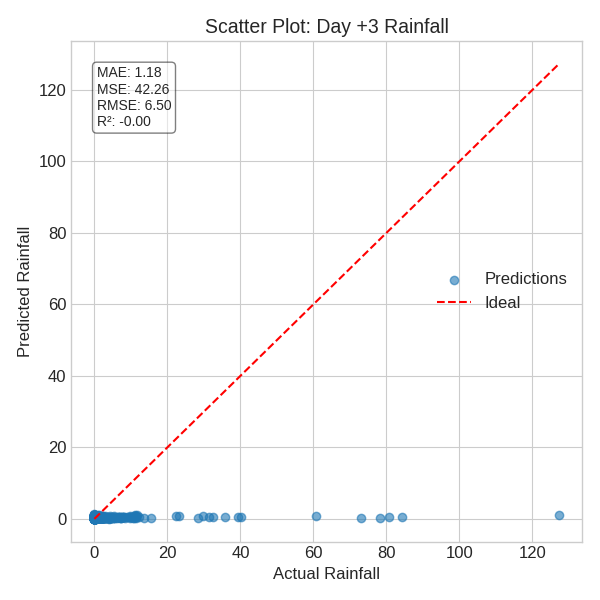 Scatter Plot: Day +3 Rainfall
MAE: 1.18
MSE: 42.26
RMSE: 6.50
R²: -0.00
Predicted Rainfall
120
100
80
60
40
20
0
Predictions
Ideal
0 20 40 60 80 100 120
Actual Rainfall